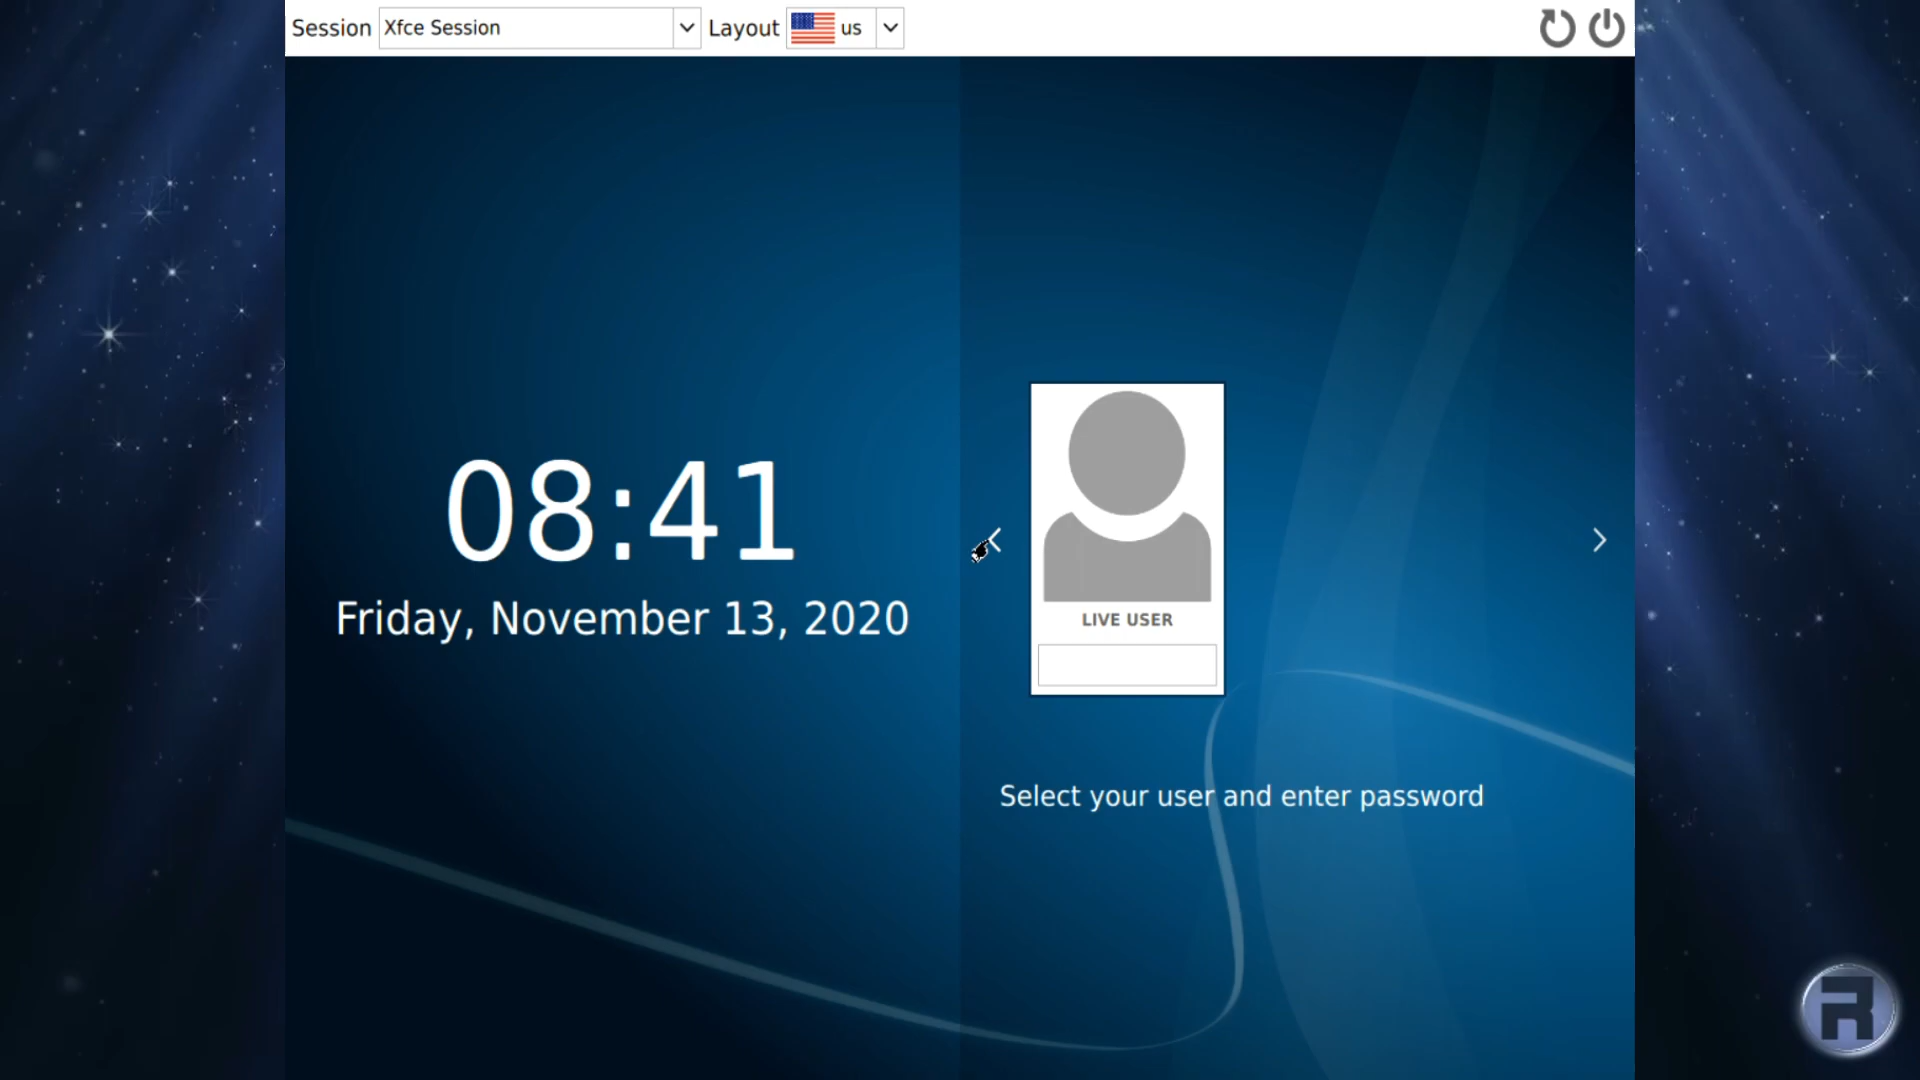 Session Xfce Session Layout us
08:41
Friday, November 13, 2020
LIVE USER
Select your user and enter password
R